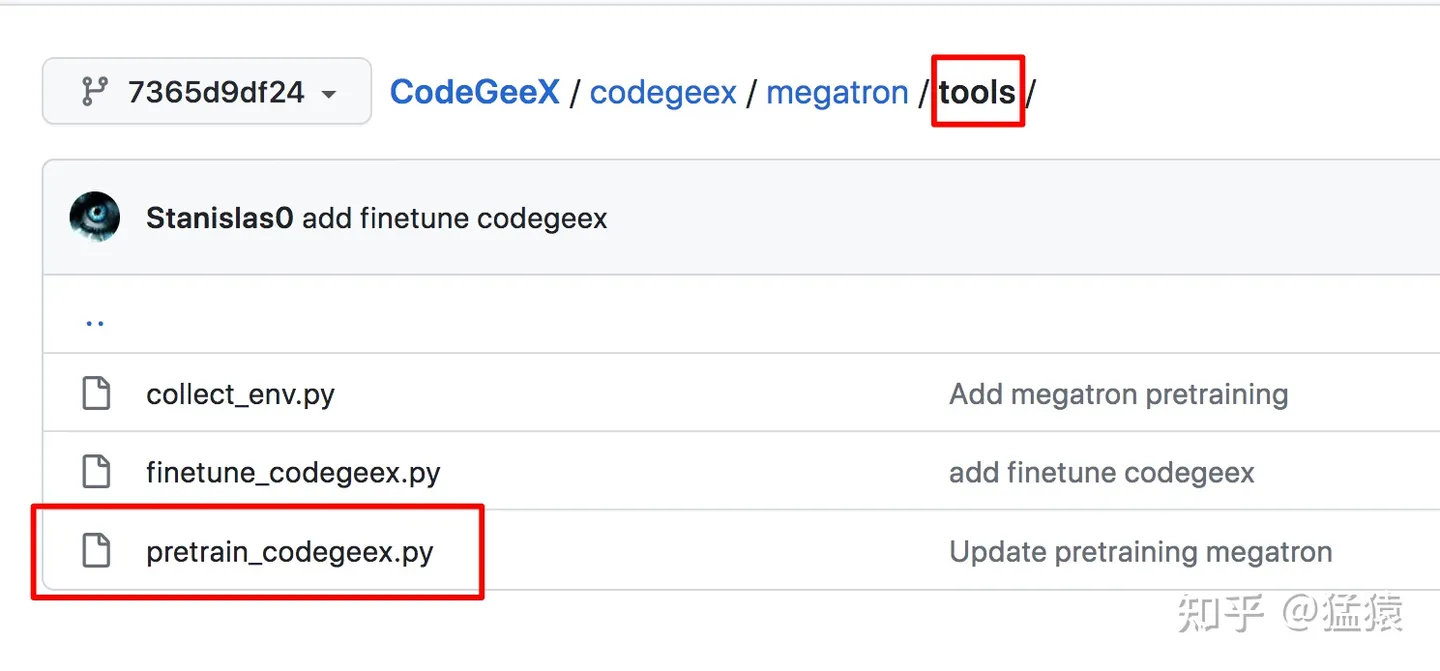 7365d9df24 CodeGeeX / codegeex / megatron / tools /
Stanislas0 add finetune codegeex
..
collect_env.py Add megatron pretraining
finetune_codegeex.py add finetune codegeex
pretrain_codegeex.py Update pretraining megatron
知乎 @猛猿